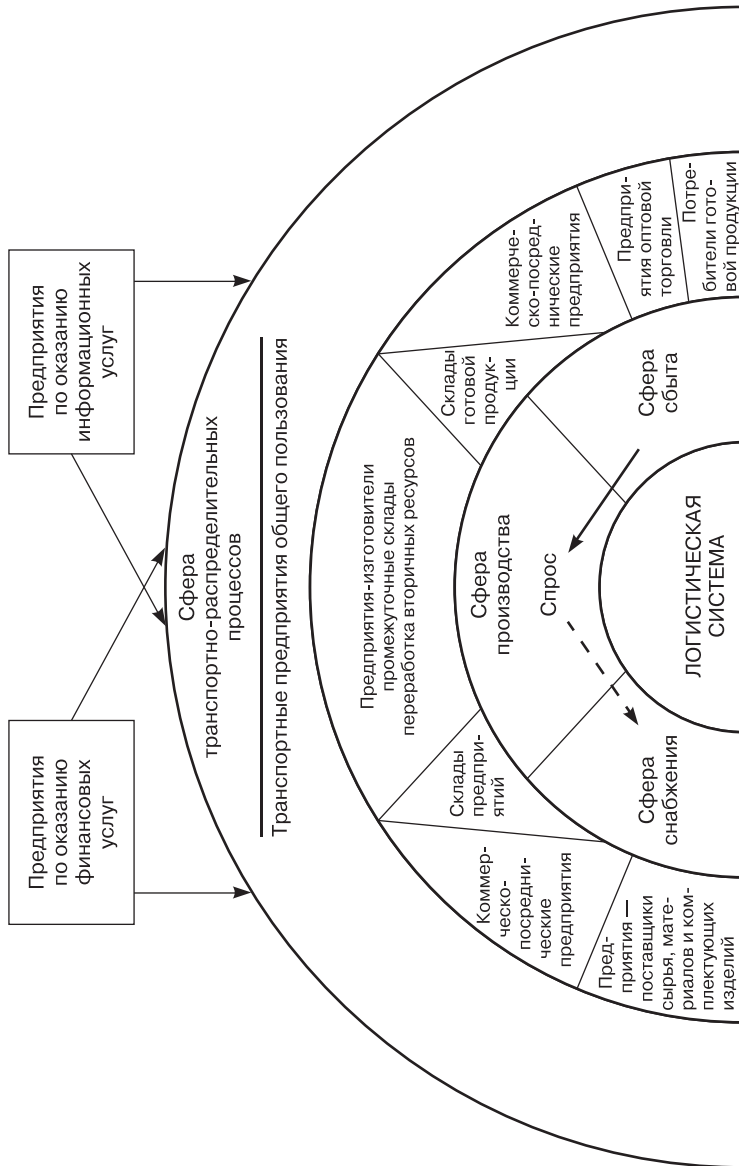 Предприятия
по оказанию
финансовых
услуг
Предприятия
по оказанию
информационных
услуг
Сфера
транспортно-распределительных
процессов
Транспортные предприятия общего пользования
Предприятия-изготовители
промежуточные склады
переработка вторичных ресурсов
Склады
предпри-
ятий
Склады
готовой
продук-
ции
Коммер-
ческо-
посредни-
ческие
предприятия
Коммерче-
ско-посред-
нические
предприятия
Пред-
приятия —
поставщики
сырья, мате-
риалов и ком-
плектующих
изделий
Предпри-
ятия оптовой
торговли
Потре-
бители гото-
вой продукции
Сфера
производства
Спрос
Сфера
снабжения
Сфера
сбыта
ЛОГИСТИЧЕСКАЯ
СИСТЕМА